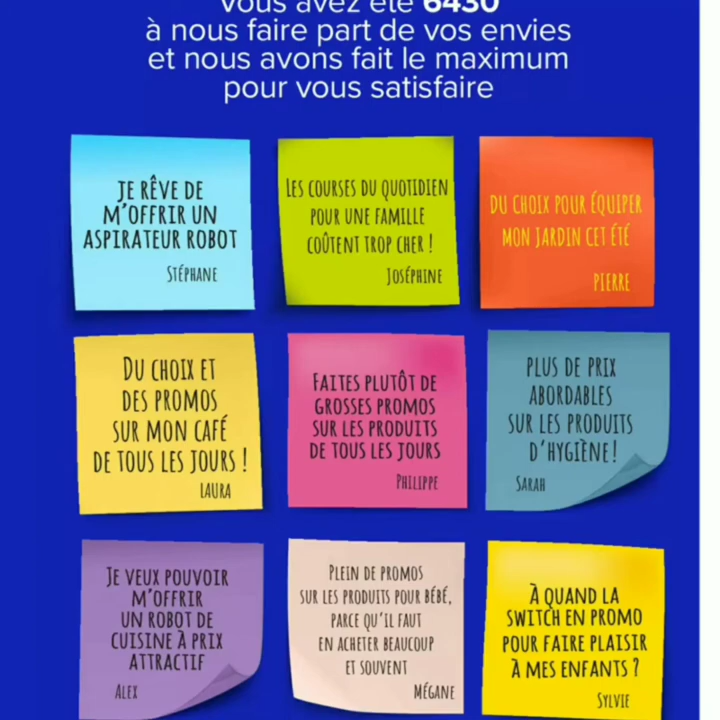 Vous avez été 6430
à nous faire part de vos envies
et nous avons fait le maximum
pour vous satisfaire
JE RÊVE DE
M'OFFRIR UN
ASPIRATEUR ROBOT
STÉPHANE
LES COURSES DU QUOTIDIEN
POUR UNE FAMILLE
COÛTENT TROP CHER !
JOSÉPHINE
DU CHOIX POUR ÉQUIPER
MON JARDIN CET ÉTÉ
PIERRE
DU CHOIX ET
DES PROMOS
SUR MON CAFÉ
DE TOUS LES JOURS !
LAURA
FAITES PLUTÔT DE
GROSSES PROMOS
SUR LES PRODUITS
DE TOUS LES JOURS
PHILIPPE
PLUS DE PRIX
ABORDABLES
SUR LES PRODUITS
D'HYGIÈNE!
SARAH
JE VEUX POUVOIR
M'OFFRIR
UN ROBOT DE
CUISINE À PRIX
ATTRACTIF
ALEX
PLEIN DE PROMOS
SUR LES PRODUITS POUR BÉBÉ,
PARCE QU'IL FAUT
EN ACHETER BEAUCOUP
ET SOUVENT
MÉGANE
À QUAND LA
SWITCH EN PROMO
POUR FAIRE PLAISIR
À MES ENFANTS ?
SYLVIE